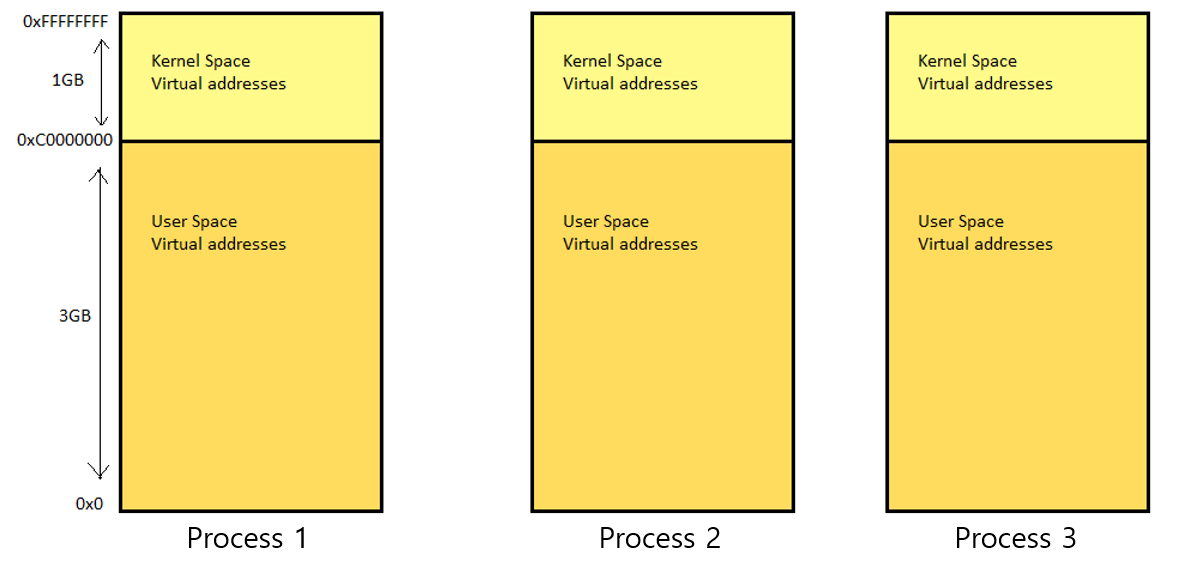 0xFFFFFFFF
1GB
0xC0000000
3GB
0x0
Kernel Space
Virtual addresses
User Space
Virtual addresses
Process 1
Kernel Space
Virtual addresses
User Space
Virtual addresses
Process 2
Kernel Space
Virtual addresses
User Space
Virtual addresses
Process 3